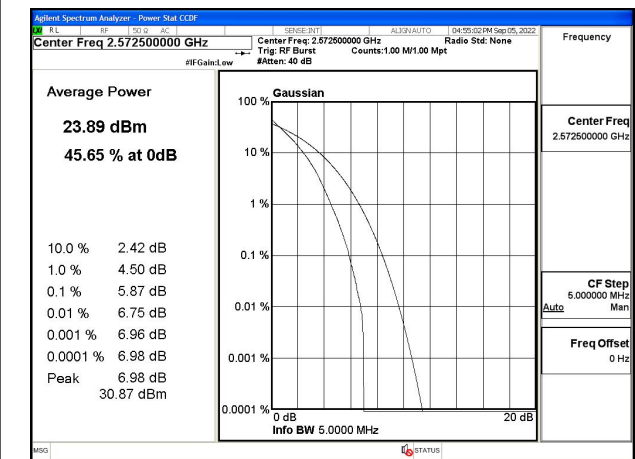 Agilent Spectrum Analyzer - Power Stat CCDF
LXI RL RF 50 Ω AC SENSE:INT ALIGNAUTO 04:55:02 PM Sep 05, 2022
Center Freq 2.572500000 GHz
Center Freq: 2.572500000 GHz Radio Std: None
Trig: RF Burst Counts:1.00 M/1.00 Mpt
#IFGain:Low #Atten: 40 dB
Frequency
Average Power
23.89 dBm
45.65 % at 0dB
10.0 % 2.42 dB
1.0 % 4.50 dB
0.1 % 5.87 dB
0.01 % 6.75 dB
0.001 % 6.96 dB
0.0001 % 6.98 dB
Peak 6.98 dB
30.87 dBm
Gaussian
100 %
10 %
1 %
0.1 %
0.01 %
0.001 %
0.0001 %
0 dB 20 dB
Info BW 5.0000 MHz
Center Freq
2.572500000 GHz
CF Step
5.000000 MHz
Auto Man
Freq Offset
0 Hz
MSG STATUS